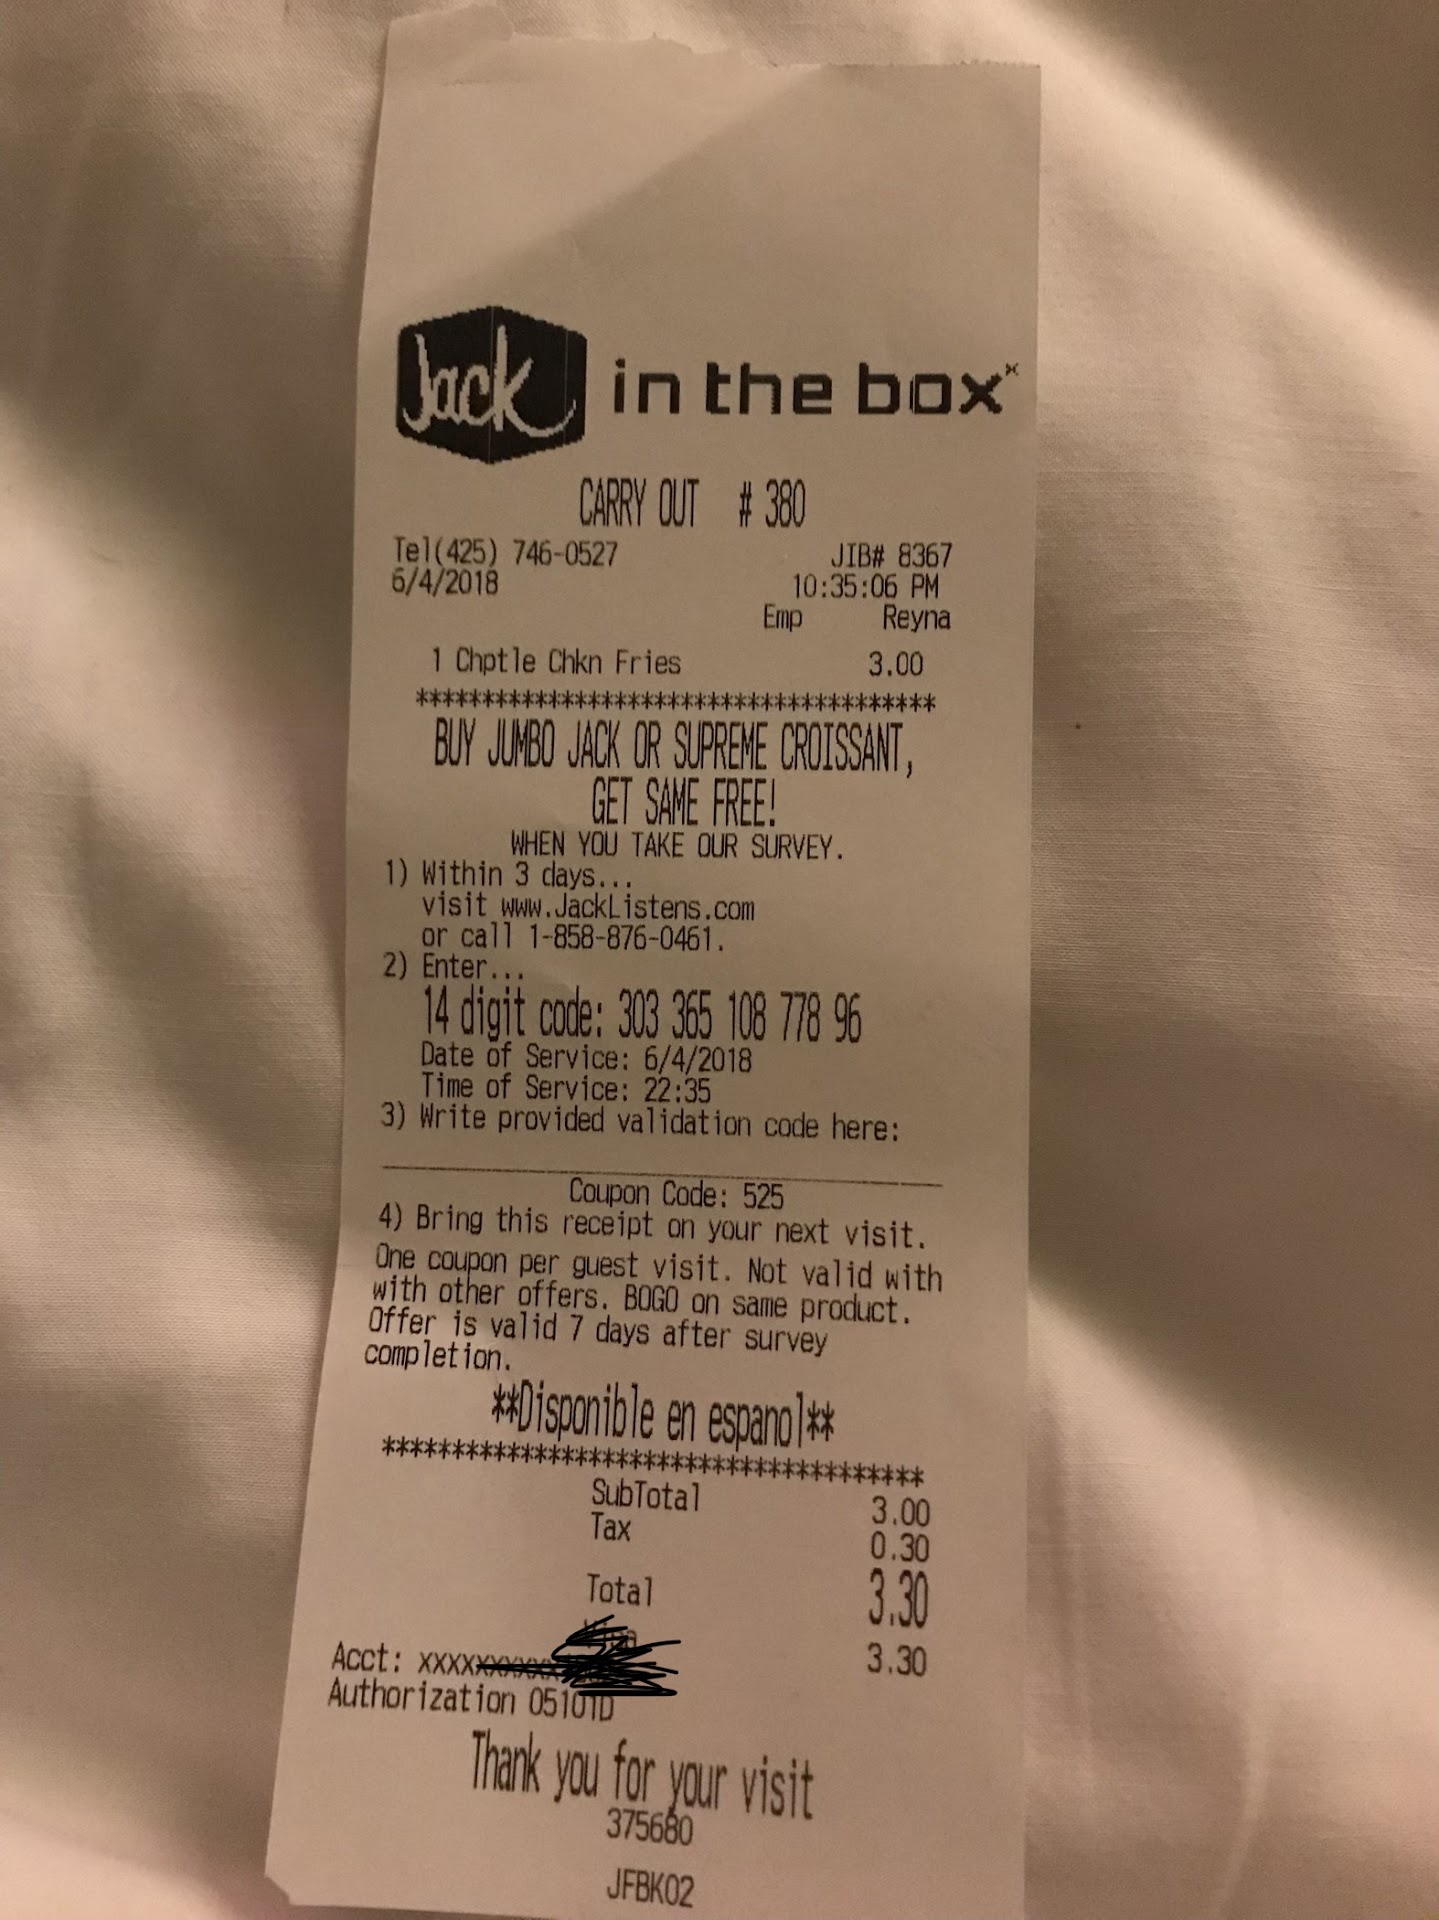 Jack in the box
CARRY OUT # 380
Tel(425) 746-0527 JIB# 8367
6/4/2018 10:35:06 PM
Emp Reyna
1 Chptle Chkn Fries 3.00
***************************************
BUY JUMBO JACK OR SUPREME CROISSANT,
GET SAME FREE!
WHEN YOU TAKE OUR SURVEY.
1) Within 3 days...
visit www.JackListens.com
or call 1-858-876-0461.
2) Enter...
14 digit code: 303 365 108 778 96
Date of Service: 6/4/2018
Time of Service: 22:35
3) Write provided validation code here:
Coupon Code: 525
4) Bring this receipt on your next visit.
One coupon per guest visit. Not valid with
with other offers. BOGO on same product.
Offer is valid 7 days after survey
completion.
**Disponible en espanol**
***************************************
SubTotal 3.00
Tax 0.30
Total 3.30
3.30
Acct: XXXX
Authorization 05101D
Thank you for your visit
375680
JFBK02